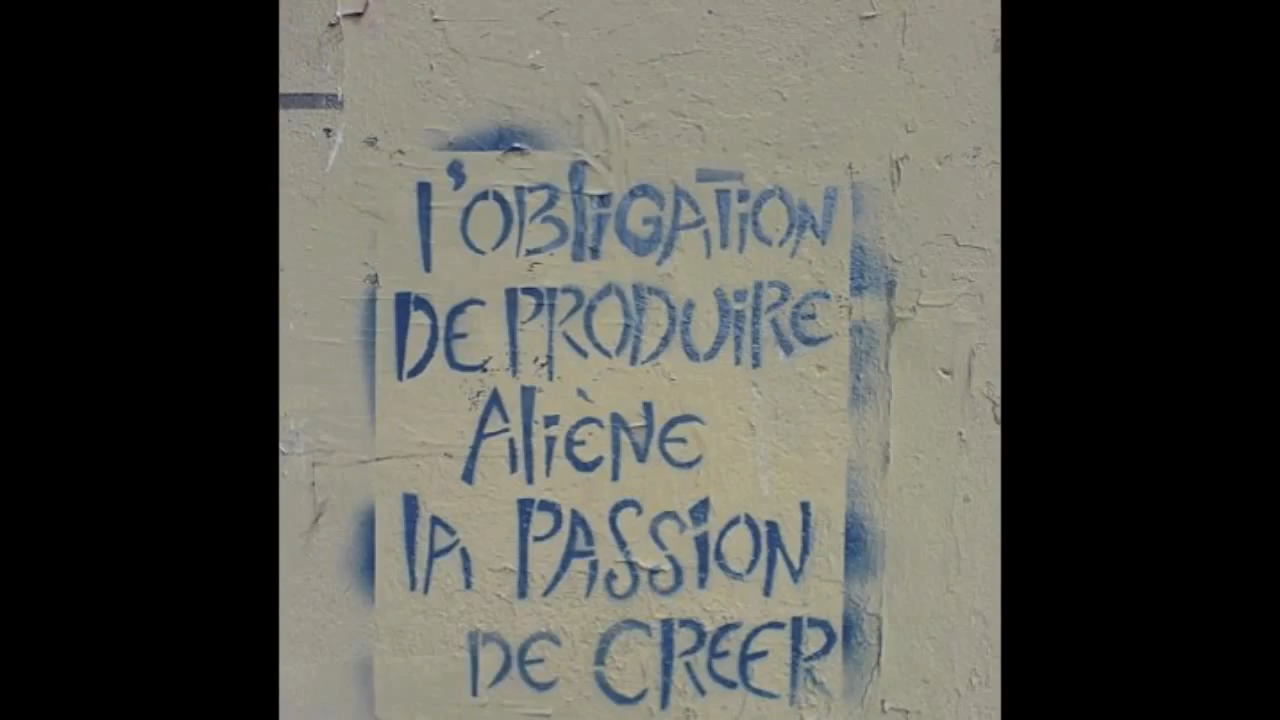 l'OBliGATiON
DE PRODUiRE
AliÈNE
lA PASSiON
DE CREER